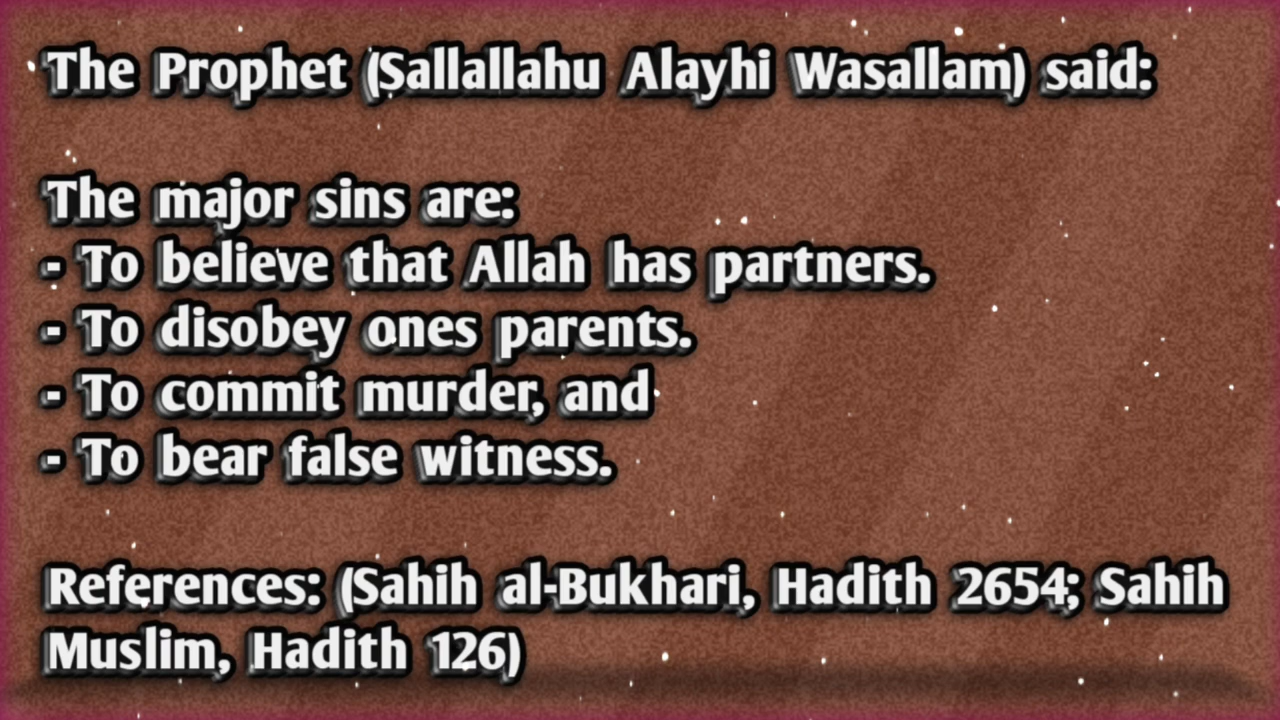 The Prophet (Sallallahu Alayhi Wasallam) said:
The major sins are:
- To believe that Allah has partners.
- To disobey ones parents.
- To commit murder, and
- To bear false witness.
References: (Sahih al-Bukhari, Hadith 2654; Sahih
Muslim, Hadith 126)